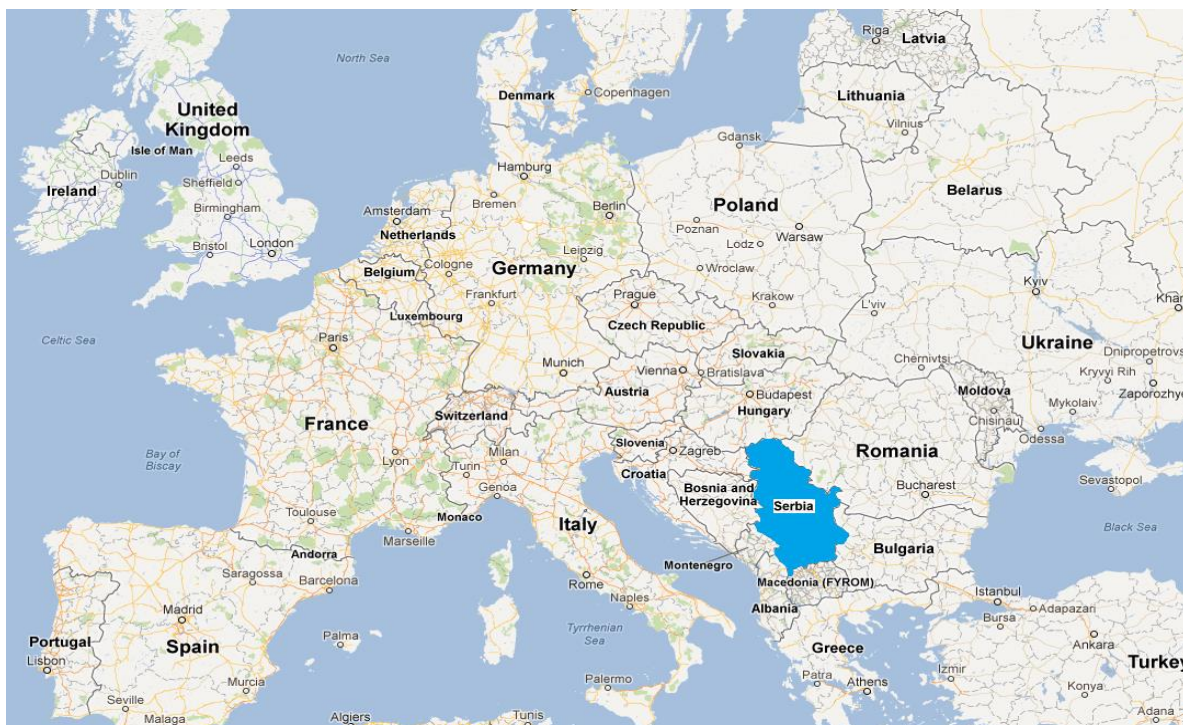 North Sea
Riga
Latvia
Denmark
Copenhagen
Lithuania
Vilnius
United
Kingdom
Isle of Man
Leeds
Dublin
Sheffield
Ireland
Birmingham
Gdansk
Hamburg
Bremen
Belarus
Amsterdam
Berlin
Poland
Poznan
Warsaw
Lodz
Netherlands
Bristol
London
Leipzig
Belgium
Cologne
Germany
Wroclaw
Kyiv
Frankfurt
Prague
Krakow
L'viv
Khar
Luxembourg
Czech Republic
Celtic Sea
Paris
Ukraine
Slovakia
Chernivtsi
Dnipropetrovs
Munich
Vienna
Bratislava
Kryvyi Rih
Austria
Budapest
Moldova
Zaporozhye
Hungary
Chisinau
Mykolaiv
Switzerland
France
Odessa
Slovenia
Zagreb
Romania
Bay of
Biscay
Lyon
Milan
Turin
Croatia
Sevastopol
Genoa
Bosnia and
Herzegovina
Bucharest
Serbia
Toulouse
Monaco
Italy
Black Sea
Marseille
Andorra
Bulgaria
Montenegro
Saragossa
Barcelona
Rome
Macedonia (FYROM)
Istanbul
Naples
Adapazari
Madrid
Albania
Bursa
Tyrrhenian
Sea
Portugal
Spain
Palma
Ankara
Greece
Lisbon
Turkey
Patra
Athens
Izmir
Murcia
Palermo
Konya
Seville
Malaga
Algiers
Tunis
Adana